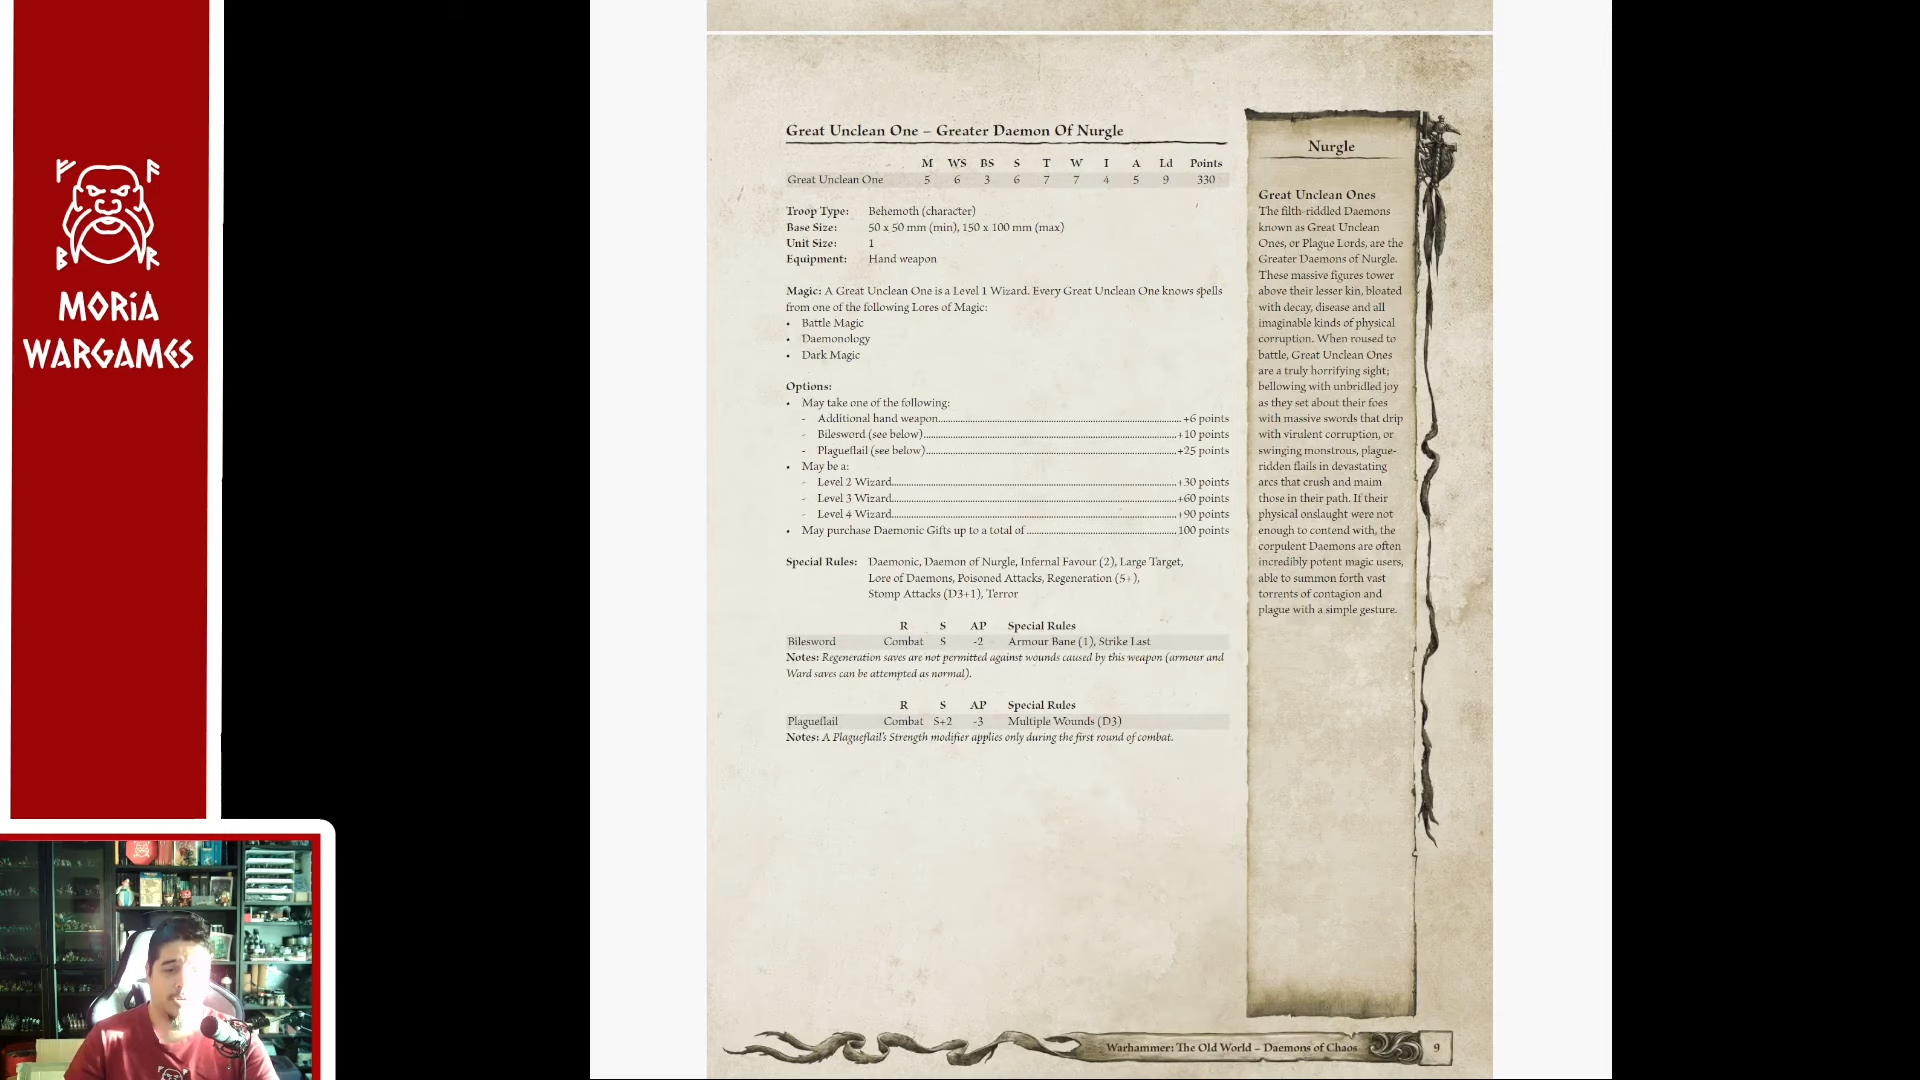 MORIA
WARGAMES
Great Unclean One – Greater Daemon Of Nurgle
M WS BS S T W I A Ld Points
Great Unclean One 5 6 3 6 7 7 4 5 9 330
Troop Type: Behemoth (character)
Base Size: 50 x 50 mm (min), 150 x 100 mm (max)
Unit Size: 1
Equipment: Hand weapon
Magic: A Great Unclean One is a Level 1 Wizard. Every Great Unclean One knows spells
from one of the following Lores of Magic:
• Battle Magic
• Daemonology
• Dark Magic
Options:
• May take one of the following:
- Additional hand weapon +6 points
- Bilesword (see below) +10 points
- Plagueflail (see below) +25 points
• May be a:
- Level 2 Wizard +30 points
- Level 3 Wizard +60 points
- Level 4 Wizard +90 points
• May purchase Daemonic Gifts up to a total of 100 points
Special Rules: Daemonic, Daemon of Nurgle, Infernal Favour (2), Large Target,
Lore of Daemons, Poisoned Attacks, Regeneration (5+),
Stomp Attacks (D3+1), Terror
R S AP Special Rules
Bilesword Combat S -2 Armour Bane (1), Strike Last
Notes: Regeneration saves are not permitted against wounds caused by this weapon (armour and
Ward saves can be attempted as normal).
R S AP Special Rules
Plagueflail Combat S+2 -3 Multiple Wounds (D3)
Notes: A Plagueflail's Strength modifier applies only during the first round of combat.
Nurgle
Great Unclean Ones
The filth-riddled Daemons
known as Great Unclean
Ones, or Plague Lords, are the
Greater Daemons of Nurgle.
These massive figures tower
above their lesser kin, bloated
with decay, disease and all
imaginable kinds of physical
corruption. When roused to
battle, Great Unclean Ones
are a truly horrifying sight;
bellowing with unbridled joy
as they set about their foes
with massive swords that drip
with virulent corruption, or
swinging monstrous, plague-
ridden flails in devastating
arcs that crush and maim
those in their path. If their
physical onslaught were not
enough to contend with, the
corpulent Daemons are often
incredibly potent magic users,
able to summon forth vast
torrents of contagion and
plague with a simple gesture.
Warhammer: The Old World – Daemons of Chaos 9